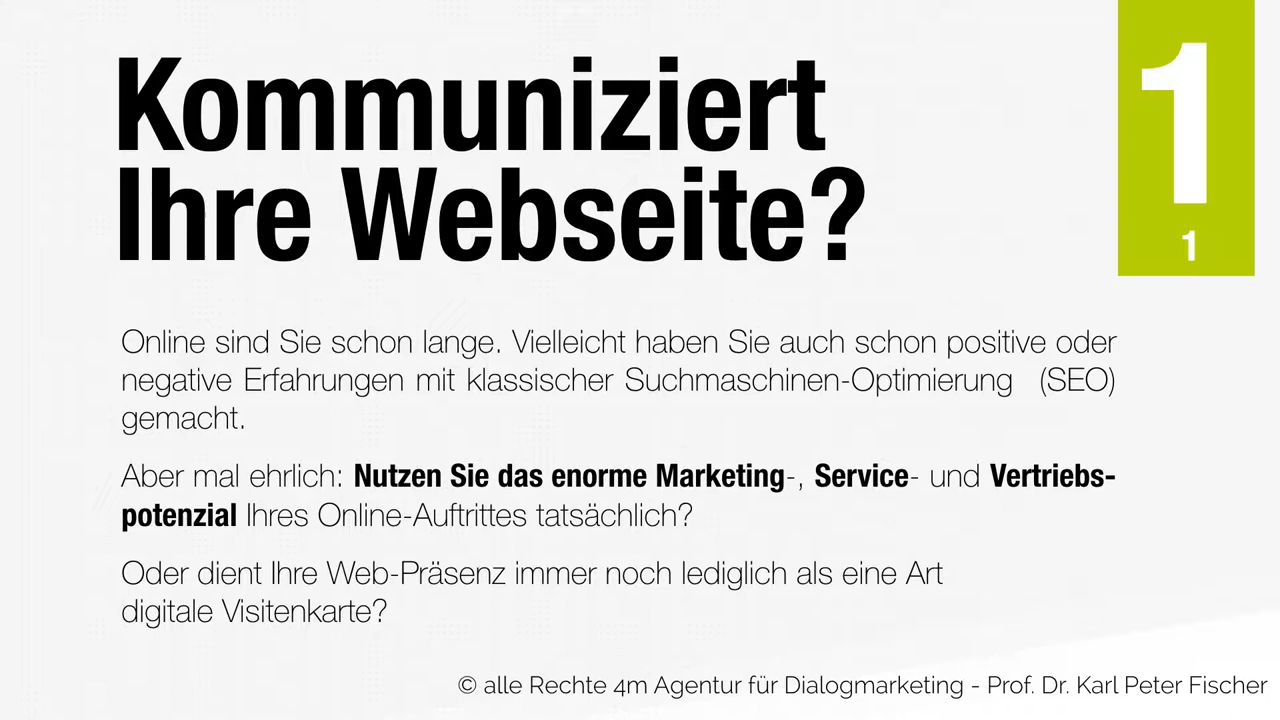 Kommuniziert
Ihre Webseite?
1
1
Online sind Sie schon lange. Vielleicht haben Sie auch schon positive oder
negative Erfahrungen mit klassischer Suchmaschinen-Optimierung (SEO)
gemacht.
Aber mal ehrlich: Nutzen Sie das enorme Marketing-, Service- und Vertriebs-
potenzial Ihres Online-Auftrittes tatsächlich?
Oder dient Ihre Web-Präsenz immer noch lediglich als eine Art
digitale Visitenkarte?
© alle Rechte 4m Agentur für Dialogmarketing - Prof. Dr. Karl Peter Fischer